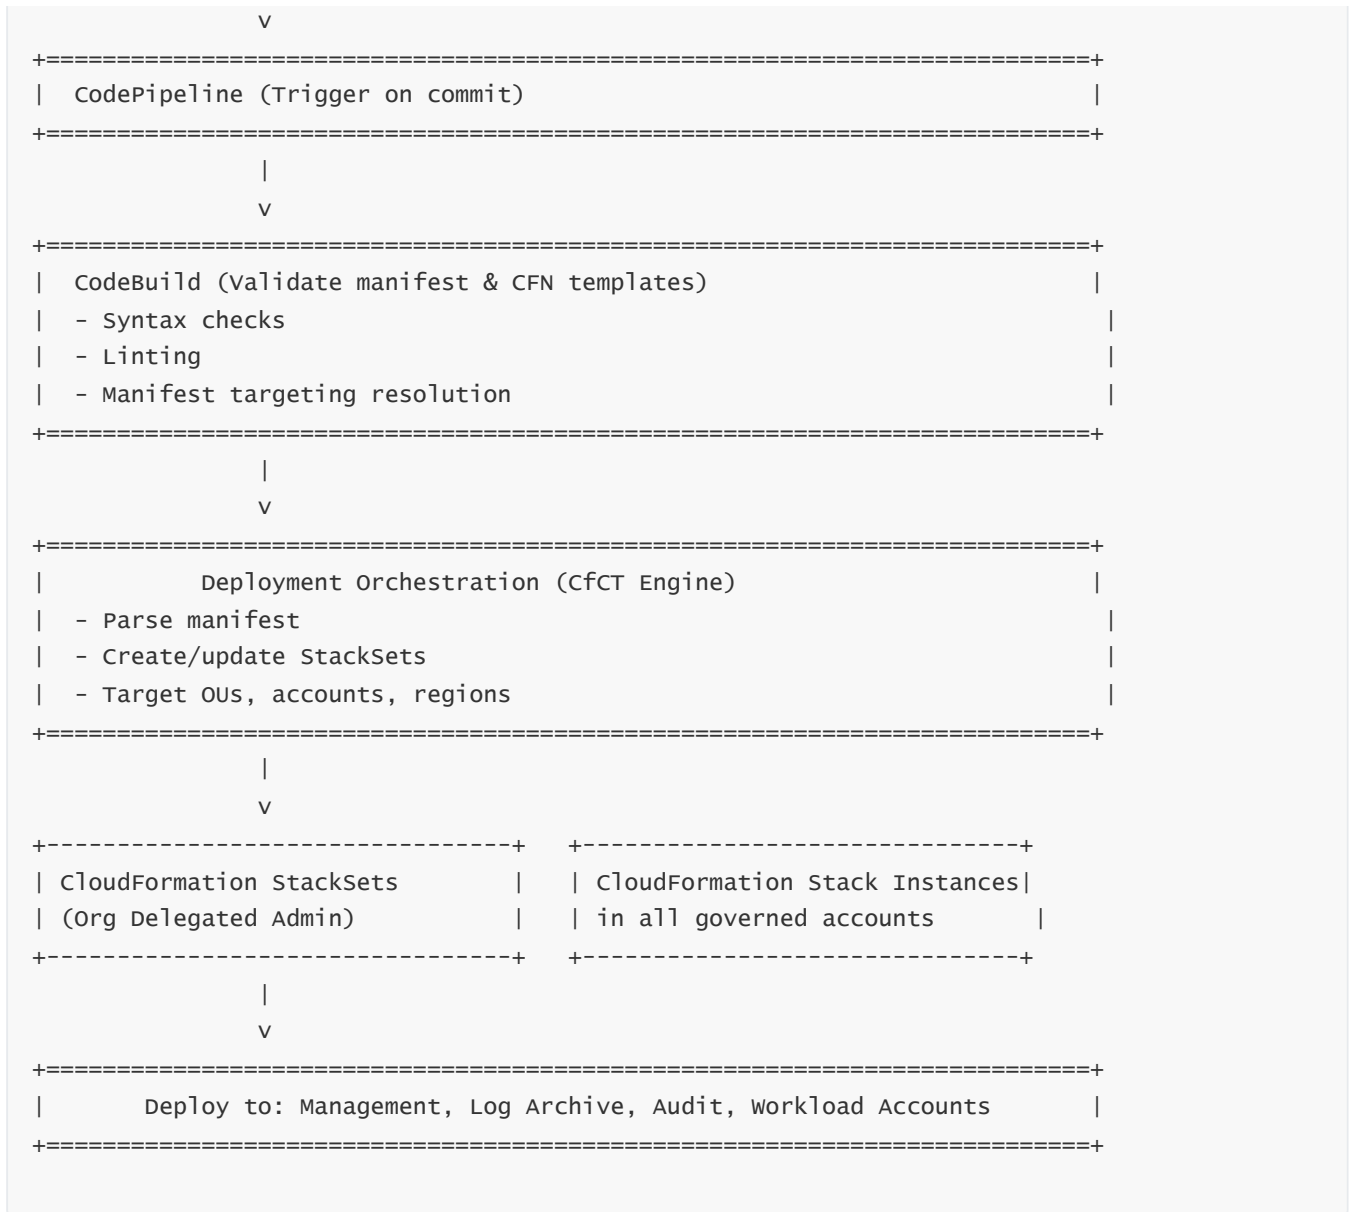 v
+==========================================================================+
|  CodePipeline (Trigger on commit)                                        |
+==========================================================================+
                |
                v
+==========================================================================+
|  CodeBuild (Validate manifest & CFN templates)                           |
|  - Syntax checks                                                          |
|  - Linting                                                                |
|  - Manifest targeting resolution                                          |
+==========================================================================+
                |
                v
+==========================================================================+
|           Deployment Orchestration (CfCT Engine)                         |
|  - Parse manifest                                                         |
|  - Create/update StackSets                                                |
|  - Target OUs, accounts, regions                                          |
+==========================================================================+
                |
                v
+---------------------------------+   +-------------------------------+
| CloudFormation StackSets        |   | CloudFormation Stack Instances|
| (Org Delegated Admin)           |   | in all governed accounts       |
+---------------------------------+   +-------------------------------+
                |
                v
+==========================================================================+
|       Deploy to: Management, Log Archive, Audit, Workload Accounts       |
+==========================================================================+